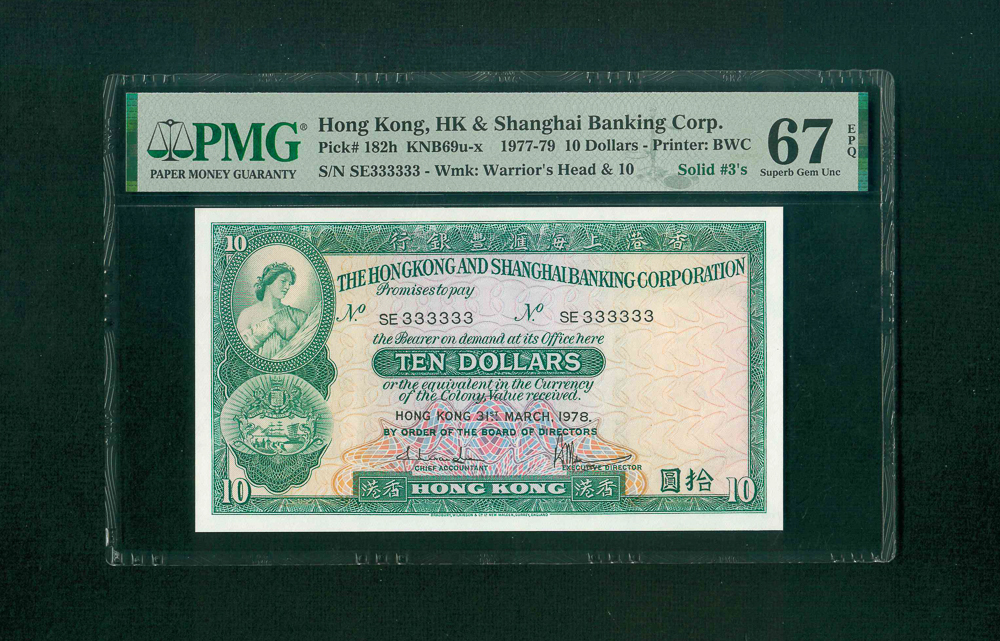 PMG®
PAPER MONEY GUARANTY
Hong Kong, HK & Shanghai Banking Corp.
Pick# 182h KNB69u-x 1977-79 10 Dollars - Printer: BWC
S/N SE333333 - Wmk: Warrior's Head & 10 Solid #3's
67 EPQ
Superb Gem Unc
10
行銀豐滙海上港香
THE HONGKONG AND SHANGHAI BANKING CORPORATION
Promises to pay
No. SE 333333 No. SE 333333
the Bearer on demand at its Office here
TEN DOLLARS
or the equivalent in the Currency
of the Colony, Value received.
HONG KONG 31ST MARCH, 1978.
BY ORDER OF THE BOARD OF DIRECTORS
CHIEF ACCOUNTANT EXECUTIVE DIRECTOR
10 港香 HONG KONG 港香 圓拾 10